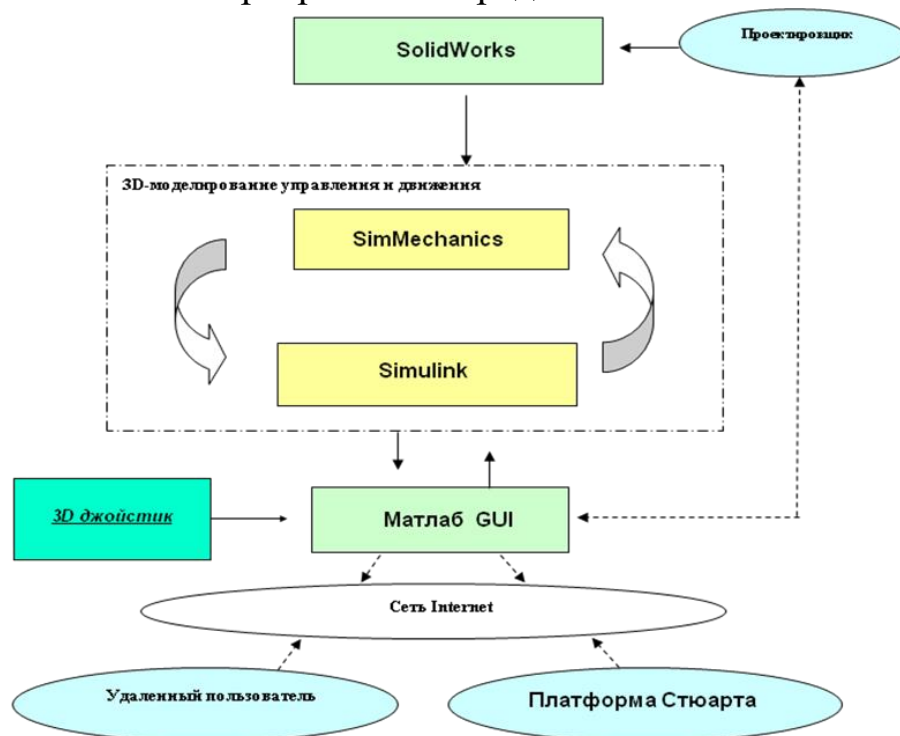 SolidWorks
Проектировщик
3D-моделирование управления и движения
SimMechanics
Simulink
3D джойстик
Матлаб GUI
Сеть Internet
Удаленный пользователь
Платформа Стюарта